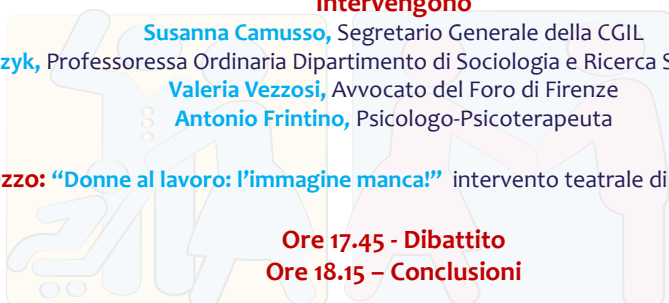 Intervengono
Susanna Camusso, Segretario Generale della CGIL
zyk, Professoressa Ordinaria Dipartimento di Sociologia e Ricerca S
Valeria Vezzosi, Avvocato del Foro di Firenze
Antonio Frintino, Psicologo-Psicoterapeuta
zzo: “Donne al lavoro: l’immagine manca!” intervento teatrale di
Ore 17.45 - Dibattito
Ore 18.15 – Conclusioni